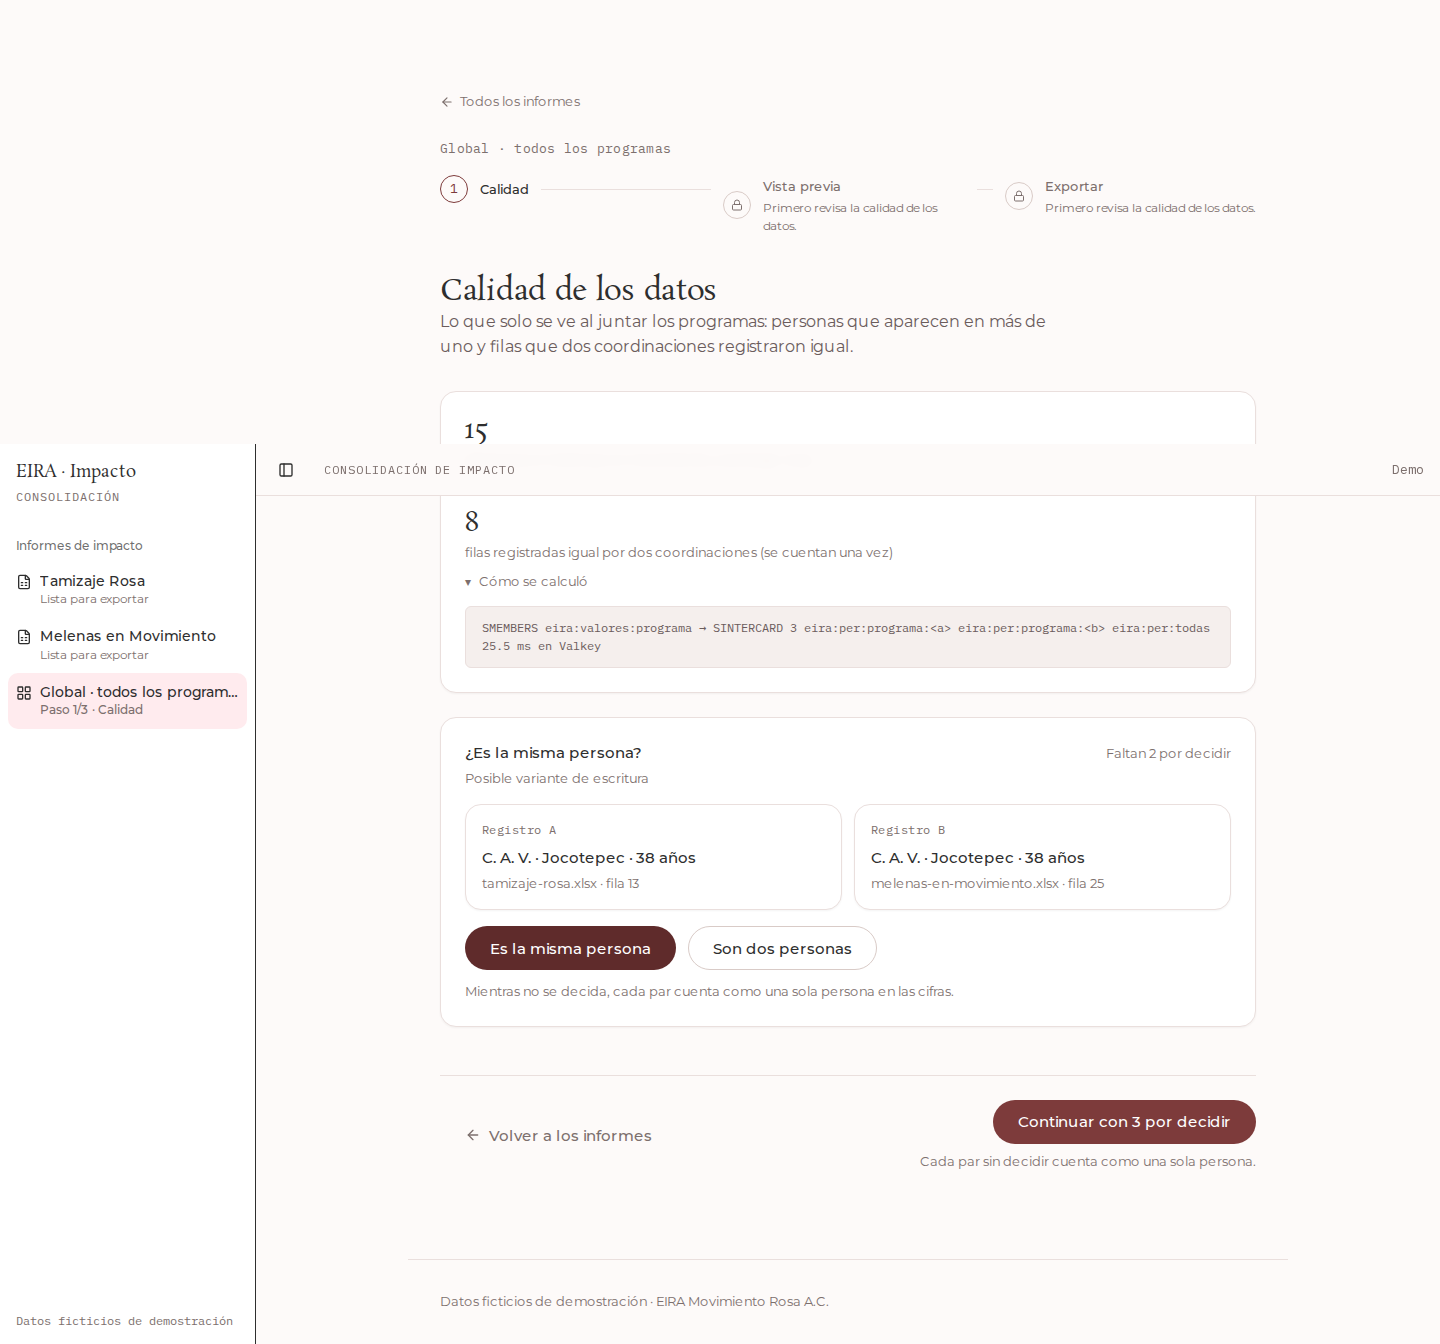 Todos los informes
Global · todos los programas
1 Calidad
Vista previa
Primero revisa la calidad de los datos.
Exportar
Primero revisa la calidad de los datos.
Calidad de los datos
Lo que solo se ve al juntar los programas: personas que aparecen en más de
uno y filas que dos coordinaciones registraron igual.
15
EIRA · Impacto
CONSOLIDACIÓN
Informes de impacto
Tamizaje Rosa
Lista para exportar
Melenas en Movimiento
Lista para exportar
Global · todos los program...
Paso 1/3 · Calidad
Datos ficticios de demostración
CONSOLIDACIÓN DE IMPACTO
Demo
8
filas registradas igual por dos coordinaciones (se cuentan una vez)
▾ Cómo se calculó
SMEMBERS eira:valores:programa → SINTERCARD 3 eira:per:programa:<a> eira:per:programa:<b> eira:per:todas
25.5 ms en Valkey
¿Es la misma persona?
Faltan 2 por decidir
Posible variante de escritura
Registro A
C. A. V. · Jocotepec · 38 años
tamizaje-rosa.xlsx · fila 13
Registro B
C. A. V. · Jocotepec · 38 años
melenas-en-movimiento.xlsx · fila 25
Es la misma persona
Son dos personas
Mientras no se decida, cada par cuenta como una sola persona en las cifras.
Volver a los informes
Continuar con 3 por decidir
Cada par sin decidir cuenta como una sola persona.
Datos ficticios de demostración · EIRA Movimiento Rosa A.C.